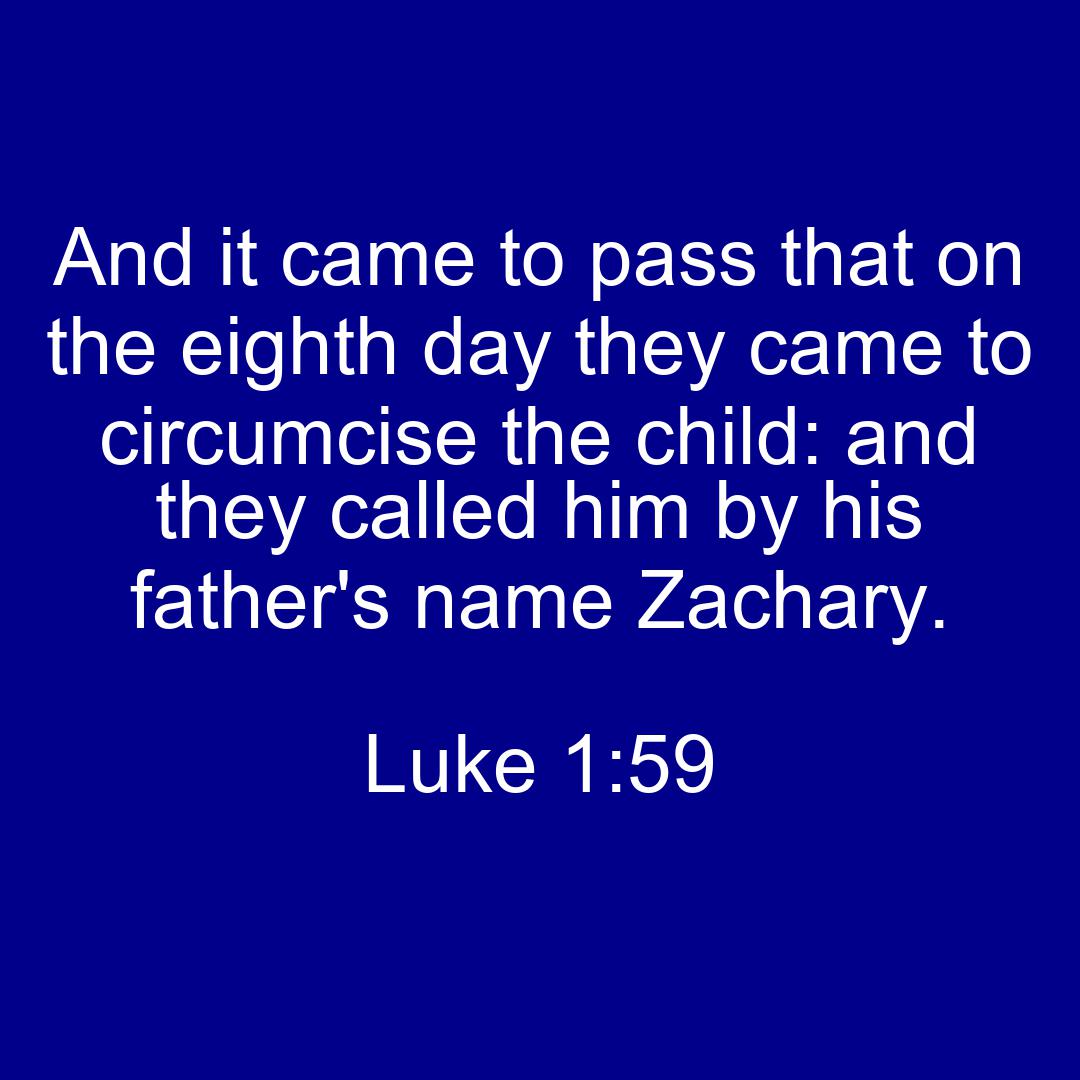 And it came to pass that on
the eighth day they came to
circumcise the child: and
they called him by his
father's name Zachary.
Luke 1:59